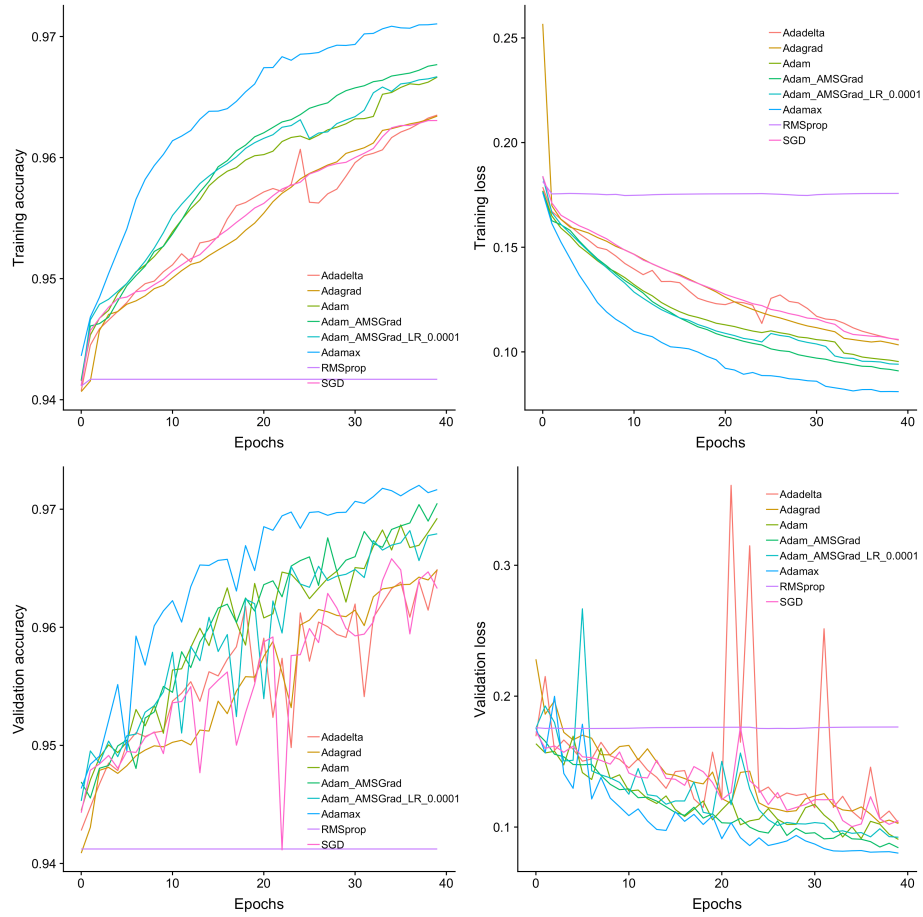 Training accuracy
0.97
0.96
0.95
0.94
0
10
20
30
40
Epochs
Adadelta
Adagrad
Adam
Adam_AMSGrad
Adam_AMSGrad_LR_0.0001
Adamax
RMSprop
SGD
Training loss
0.25
0.20
0.15
0.10
0
10
20
30
40
Epochs
Adadelta
Adagrad
Adam
Adam_AMSGrad
Adam_AMSGrad_LR_0.0001
Adamax
RMSprop
SGD
Validation accuracy
0.97
0.96
0.95
0.94
0
10
20
30
40
Epochs
Adadelta
Adagrad
Adam
Adam_AMSGrad
Adam_AMSGrad_LR_0.0001
Adamax
RMSprop
SGD
Validation loss
0.3
0.2
0.1
0
10
20
30
40
Epochs
Adadelta
Adagrad
Adam
Adam_AMSGrad
Adam_AMSGrad_LR_0.0001
Adamax
RMSprop
SGD